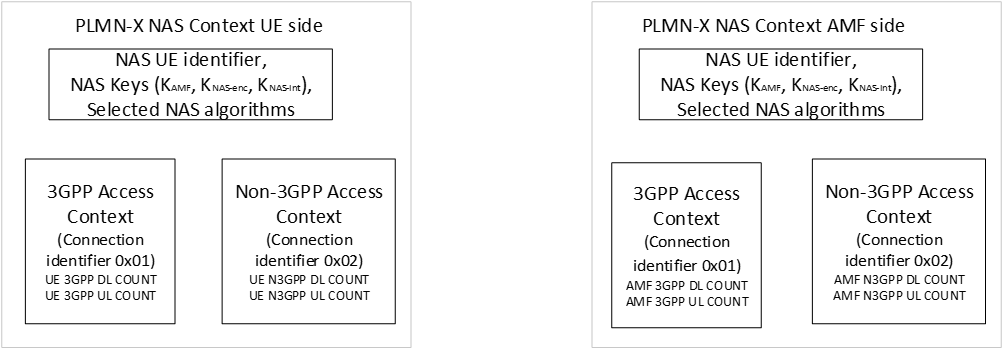 PLMN-X NAS Context UE side
NAS UE identifier,
NAS Keys (KAMF, KNAS-enc, KNAS-int),
Selected NAS algorithms
3GPP Access
Context
(Connection
identifier 0x01)
UE 3GPP DL COUNT
UE 3GPP UL COUNT
Non-3GPP Access
Context
(Connection
identifier 0x02)
UE N3GPP DL COUNT
UE N3GPP UL COUNT
PLMN-X NAS Context AMF side
NAS UE identifier,
NAS Keys (KAMF, KNAS-enc, KNAS-int),
Selected NAS algorithms
3GPP Access
Context
(Connection
identifier 0x01)
AMF 3GPP DL COUNT
AMF 3GPP UL COUNT
Non-3GPP Access
Context
(Connection
identifier 0x02)
AMF N3GPP DL COUNT
AMF N3GPP UL COUNT